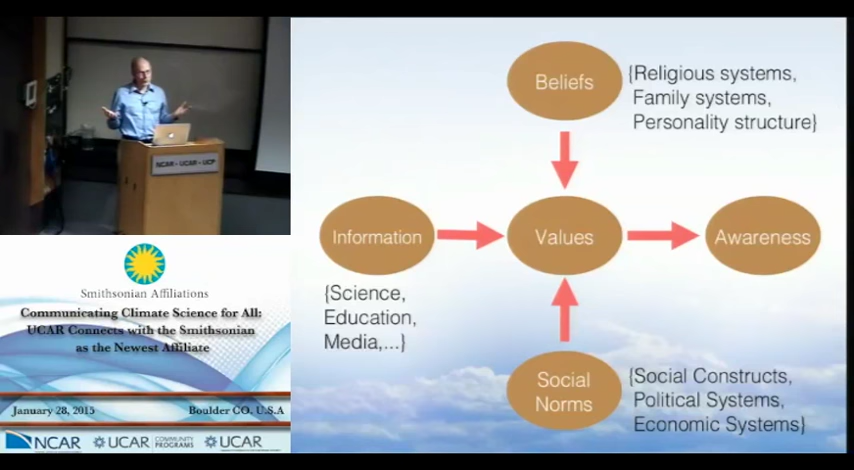 NCAR • UCAR • UCP
Smithsonian Affiliations
Communicating Climate Science for All:
UCAR Connects with the Smithsonian
as the Newest Affiliate
January 28, 2015
Boulder CO. U.S.A
NCAR
UCAR
COMMUNITY
PROGRAMS
UCAR
Beliefs
{Religious systems,
Family systems,
Personality structure}
Information
Values
Awareness
{Science,
Education,
Media,...}
Social
Norms
{Social Constructs,
Political Systems,
Economic Systems}